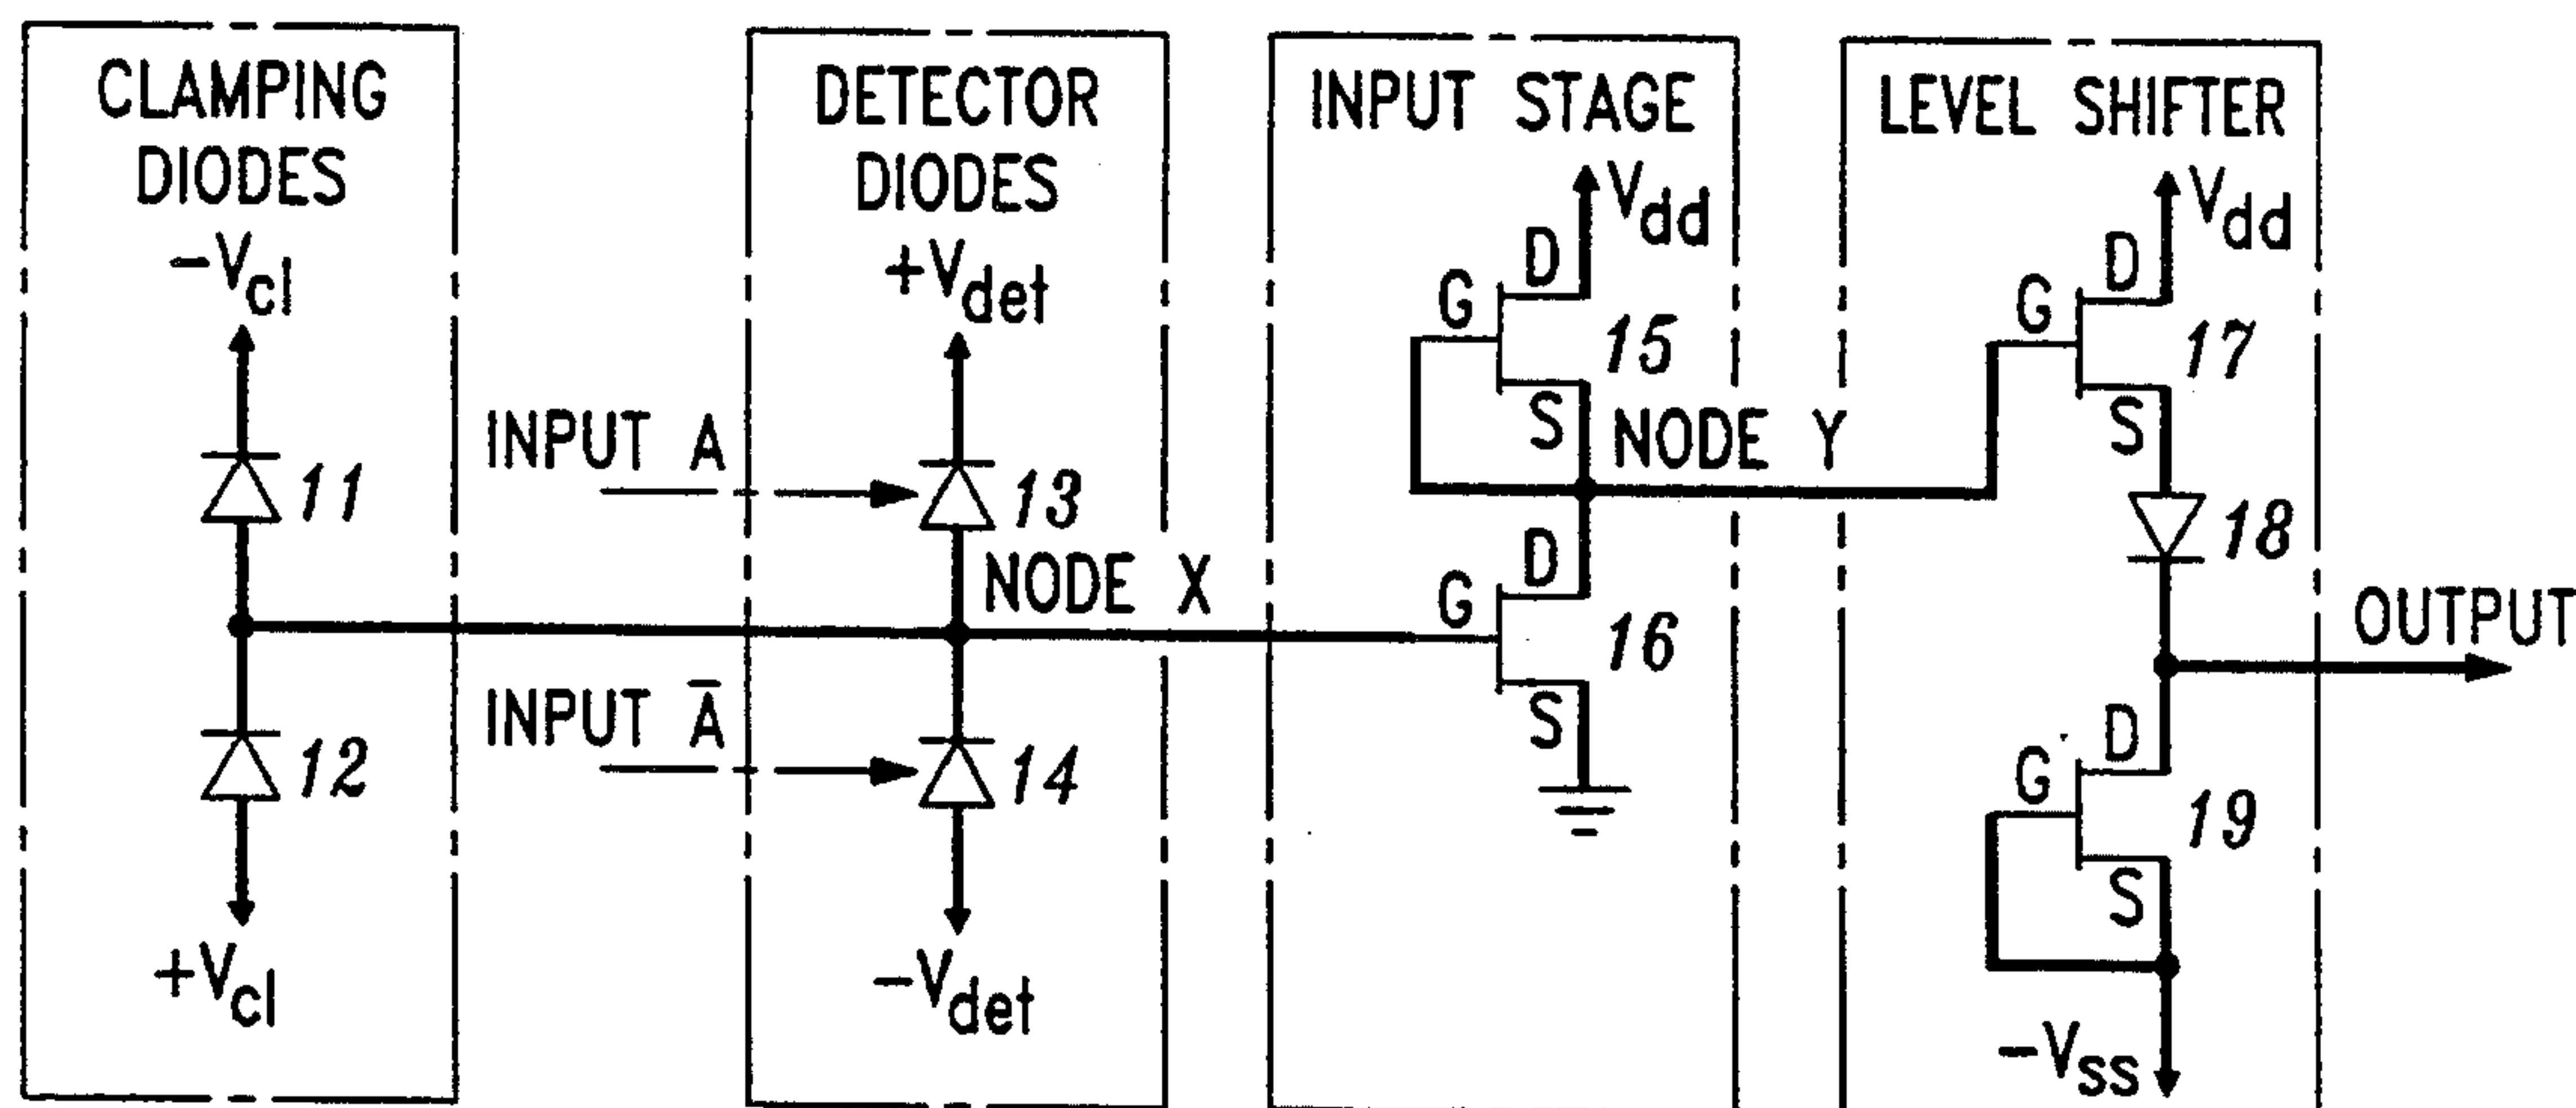 CLAMPING
DIODES
-Vcl
11
12
+Vcl
INPUT A
INPUT A̅
DETECTOR
DIODES
+Vdet
13
NODE X
14
-Vdet
INPUT STAGE
Vdd
D
G
15
S
NODE Y
D
G
16
S
LEVEL SHIFTER
Vdd
D
G
17
S
18
OUTPUT
D
G
19
S
-Vss